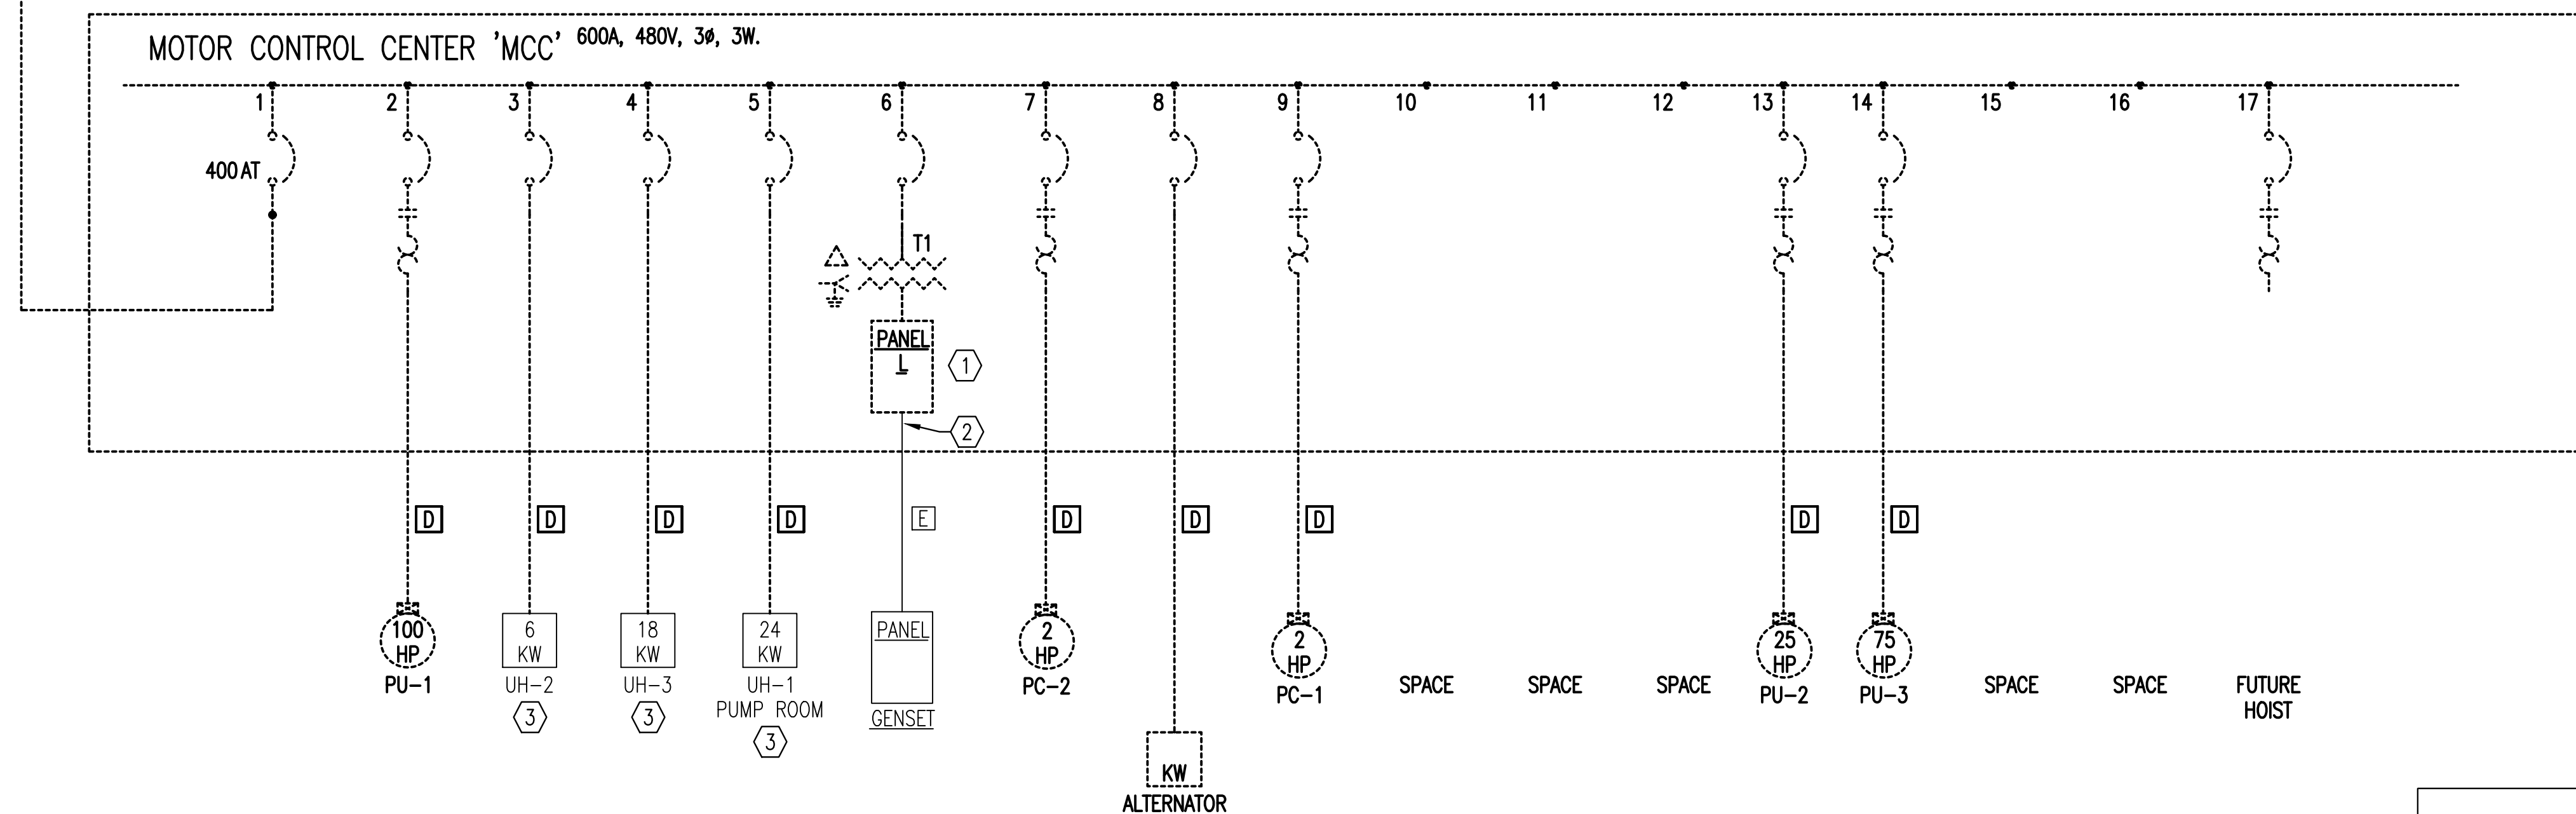 MOTOR CONTROL CENTER 'MCC' 600A, 480V, 3ø, 3W.
1 2 3 4 5 6 7 8 9 10 11 12 13 14 15 16 17
400 AT
T1
PANEL
L
1
2
D D D D E D D D D D
100
HP
PU-1
6
KW
UH-2
3
18
KW
UH-3
3
24
KW
UH-1
PUMP ROOM
3
PANEL
GENSET
2
HP
PC-2
KW
ALTERNATOR
2
HP
PC-1
SPACE
SPACE
SPACE
25
HP
PU-2
75
HP
PU-3
SPACE
SPACE
FUTURE
HOIST